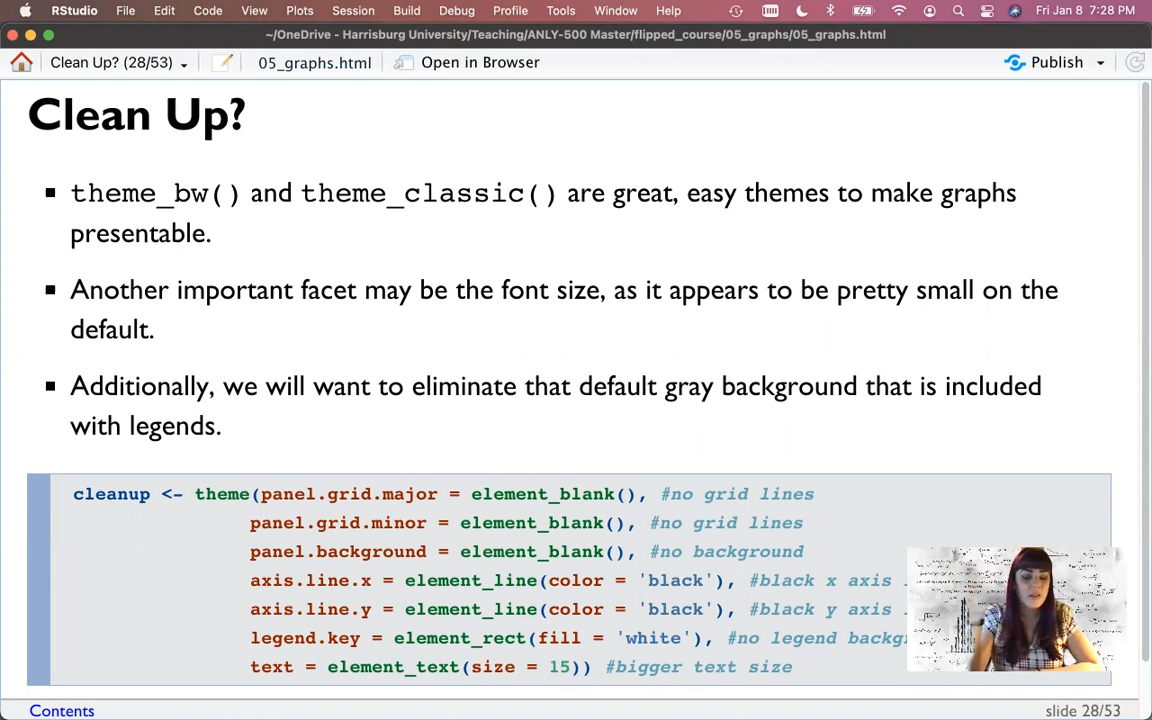 RStudio File Edit Code View Plots Session Build Debug Profile Tools Window Help Fri Jan 8 7:28 PM
~/OneDrive - Harrisburg University/Teaching/ANLY-500 Master/flipped_course/05_graphs/05_graphs.html
Clean Up? (28/53) 05_graphs.html Open in Browser Publish
Clean Up?
theme_bw() and theme_classic() are great, easy themes to make graphs
presentable.
Another important facet may be the font size, as it appears to be pretty small on the
default.
Additionally, we will want to eliminate that default gray background that is included
with legends.
cleanup <- theme(panel.grid.major = element_blank(), #no grid lines
panel.grid.minor = element_blank(), #no grid lines
panel.background = element_blank(), #no background
axis.line.x = element_line(color = 'black'), #black x axis
axis.line.y = element_line(color = 'black'), #black y axis
legend.key = element_rect(fill = 'white'), #no legend backg
text = element_text(size = 15)) #bigger text size
Contents slide 28/53